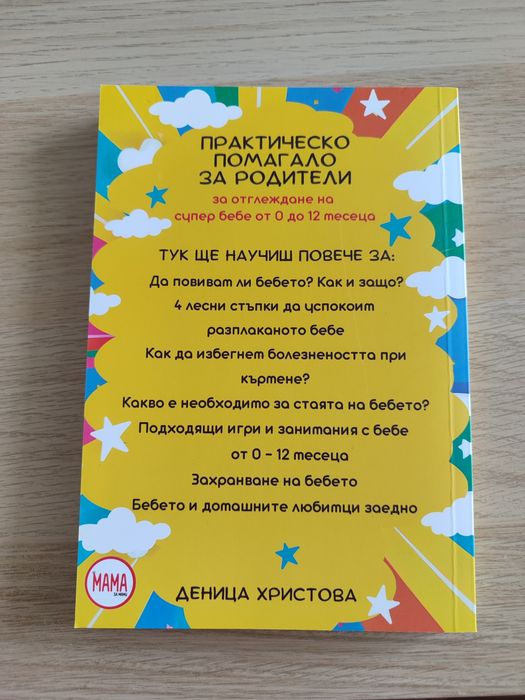 ПРАКТИЧЕСКО
ПОМАГАЛО
ЗА РОДИТЕЛИ
за отглеждане на
супер бебе от 0 до 12 месеца
ТУК ЩЕ НАУЧИШ ПОВЕЧЕ ЗА:
Да повиват ли бебето? Как и защо?
4 лесни стъпки да успокоит
разплаканото бебе
Как да избегнем болезнеността при
кърмене?
Какво е необходимо за стаята на бебето?
Подходящи игри и занимания с бебе
от 0 - 12 месеца
Захранване на бебето
Бебето и домашните любимци заедно
МАМА
ЗА МАМИ
ДЕНИЦА ХРИСТОВА